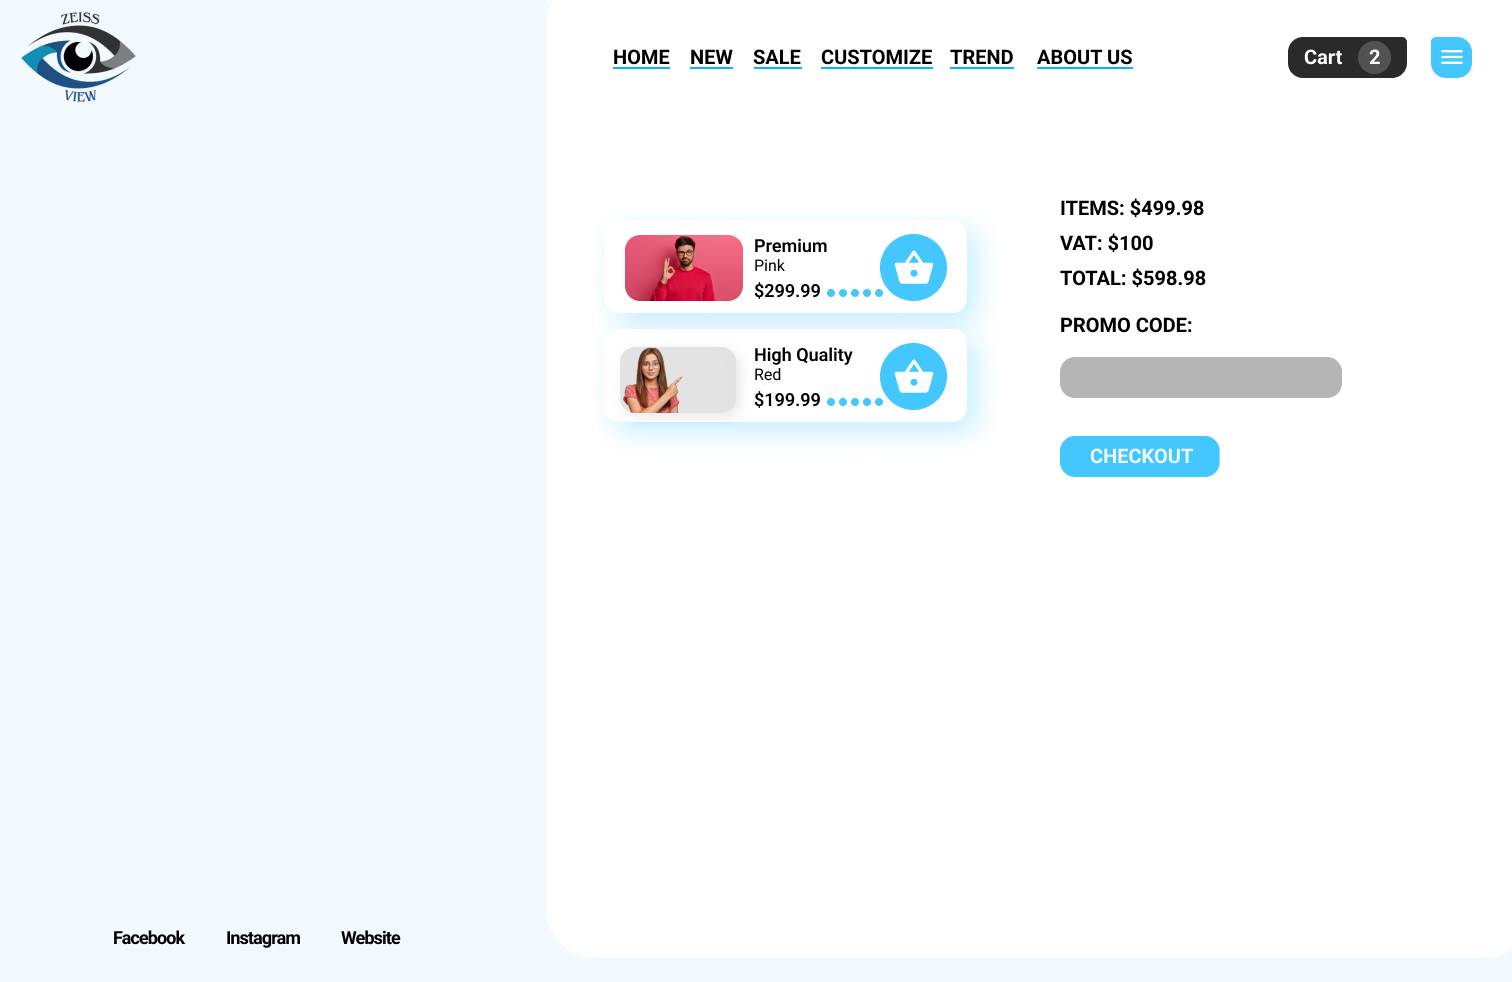 ZEISS
VIEW
HOME NEW SALE CUSTOMIZE TREND ABOUT US
Cart 2
Premium
Pink
$299.99
High Quality
Red
$199.99
ITEMS: $499.98
VAT: $100
TOTAL: $598.98
PROMO CODE:
CHECKOUT
Facebook Instagram Website